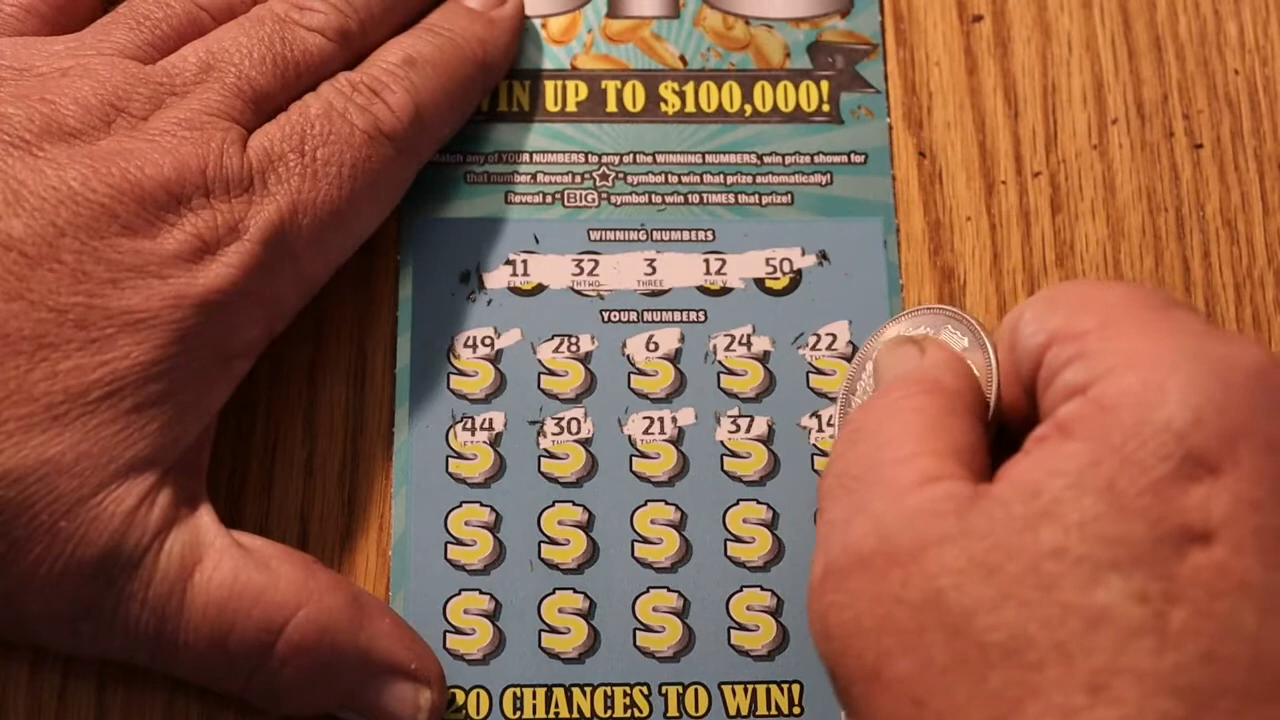 WIN UP TO $100,000!
Match any of YOUR NUMBERS to any of the WINNING NUMBERS, win prize shown for
that number. Reveal a "☆" symbol to win that prize automatically!
Reveal a "BIG" symbol to win 10 TIMES that prize!
WINNING NUMBERS
11 32 3 12 50
THTWO THREE TWLV
YOUR NUMBERS
49 28 6 24 22
$ $ $ $ $
44 30 21 37 14
$ $ $ $ $
$ $ $ $
$ $ $ $
20 CHANCES TO WIN!